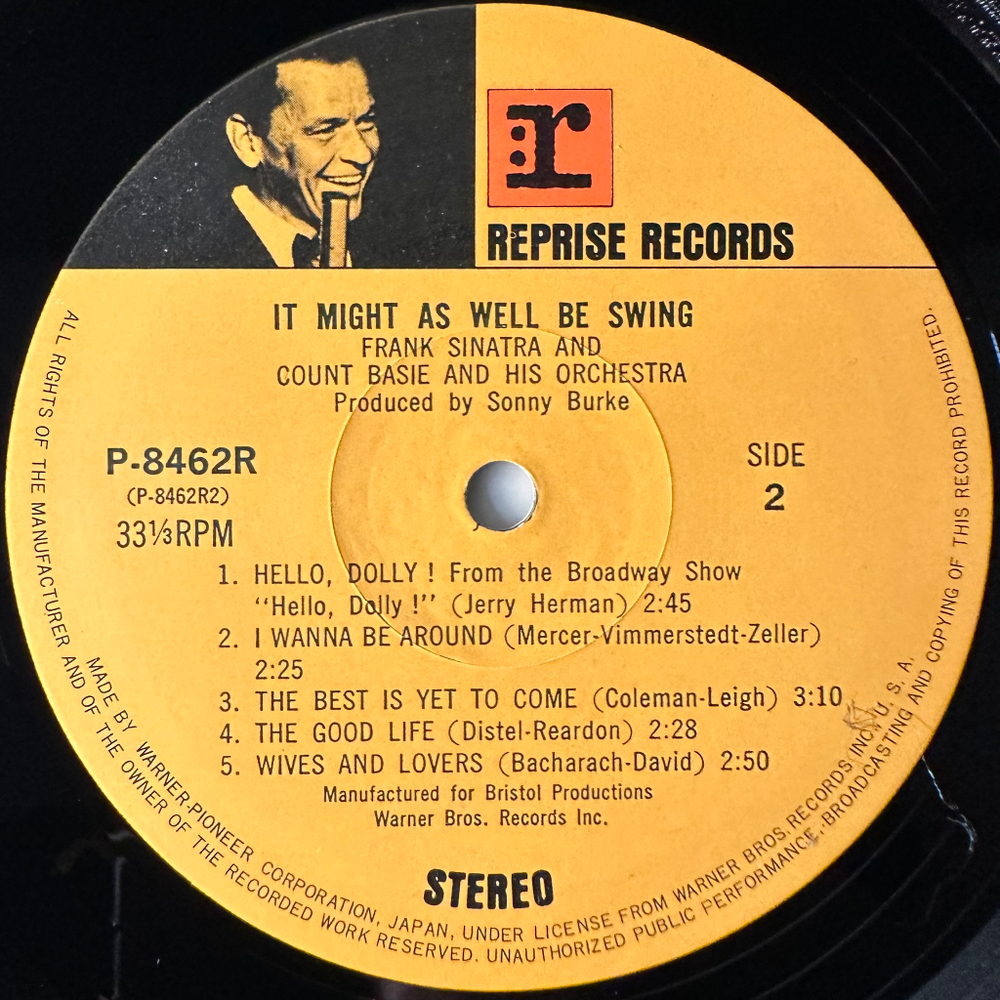 r:
REPRISE RECORDS
IT MIGHT AS WELL BE SWING
FRANK SINATRA AND
COUNT BASIE AND HIS ORCHESTRA
Produced by Sonny Burke
P-8462R
(P-8462R2)
33⅓RPM
SIDE
2
1. HELLO, DOLLY! From the Broadway Show
“Hello, Dolly!” (Jerry Herman) 2:45
2. I WANNA BE AROUND (Mercer-Vimmerstedt-Zeller)
2:25
3. THE BEST IS YET TO COME (Coleman-Leigh) 3:10
4. THE GOOD LIFE (Distel-Reardon) 2:28
5. WIVES AND LOVERS (Bacharach-David) 2:50
Manufactured for Bristol Productions
Warner Bros. Records Inc.
STEREO
MADE BY WARNER-PIONEER CORPORATION, JAPAN, UNDER LICENSE FROM WARNER BROS. RECORDS INC., U. S. A.
ALL RIGHTS OF THE MANUFACTURER AND OF THE OWNER OF THE RECORDED WORK RESERVED. UNAUTHORIZED PUBLIC PERFORMANCE, BROADCASTING AND COPYING OF THIS RECORD PROHIBITED.